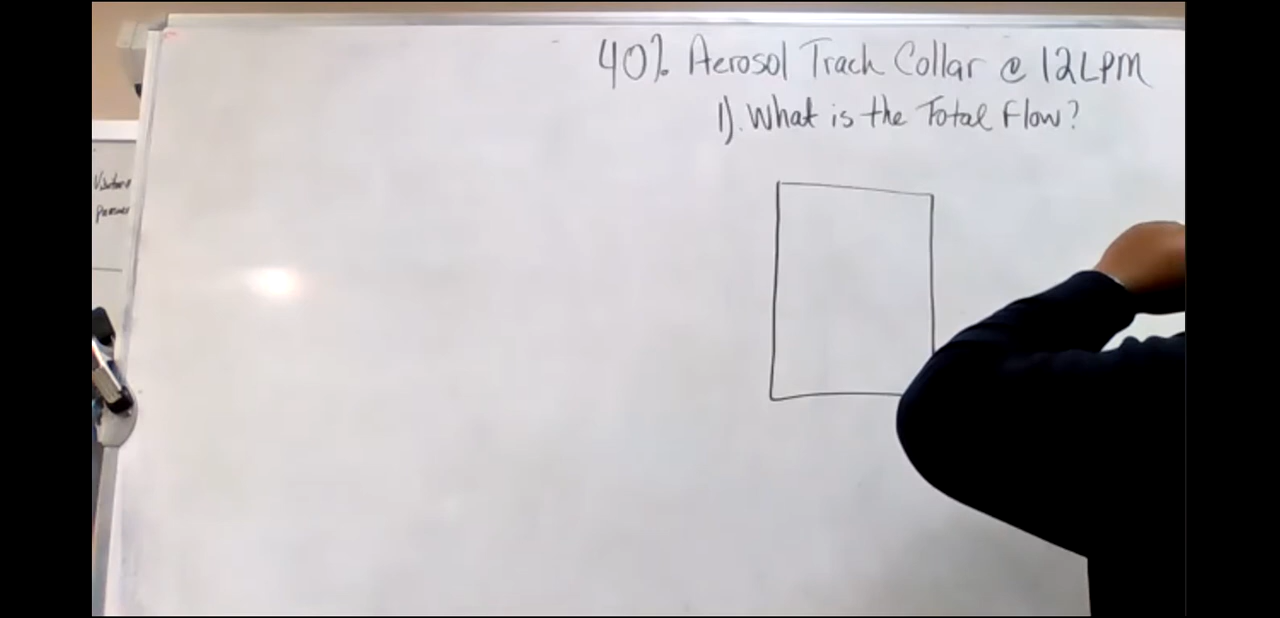 40% Aerosol Trach Collar @ 12LPM
1). What is the Total Flow?